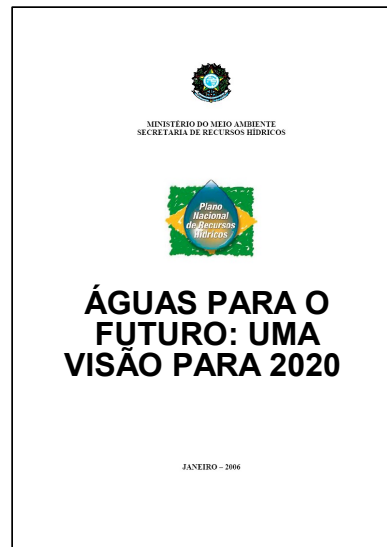 MINISTÉRIO DO MEIO AMBIENTE
SECRETARIA DE RECURSOS HÍDRICOS
Plano
Nacional
de Recursos
Hídricos
ÁGUAS PARA O
FUTURO: UMA
VISÃO PARA 2020
JANEIRO – 2006